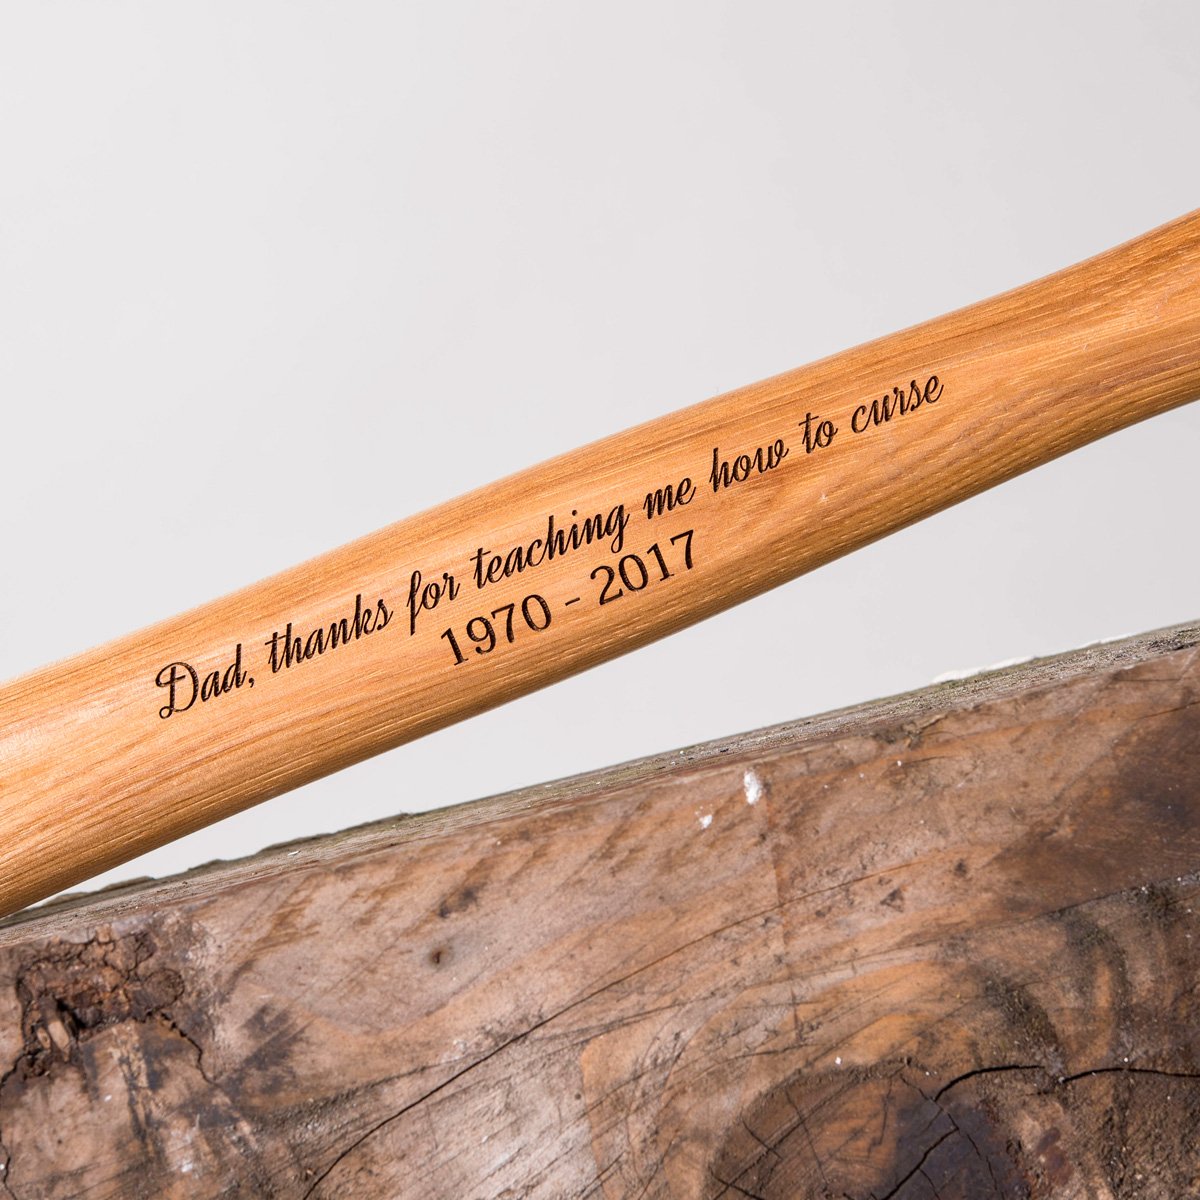 Dad, thanks for teaching me how to curse
1970 - 2017